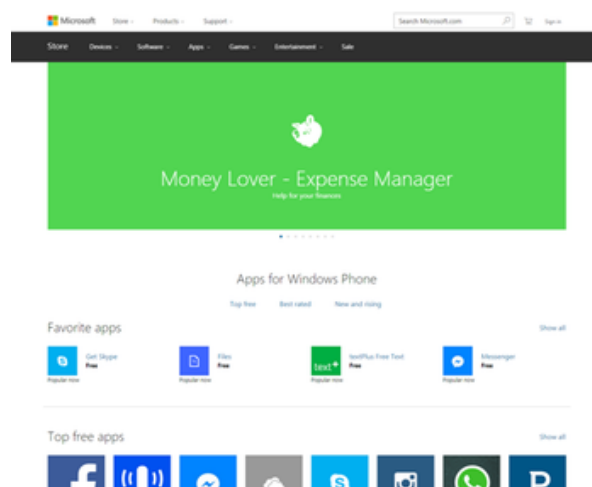 Microsoft Store Products Support Search Microsoft.com Sign in
Store Devices Software Apps Games Entertainment Sale
Money Lover - Expense Manager
Help for your finances
Apps for Windows Phone
Top free Best rated New and rising
Favorite apps Show all
Get Skype Files textPlus Free Text Messenger
Free Free Free Free
text+
Popular now Popular now Popular now Popular now
Top free apps Show all